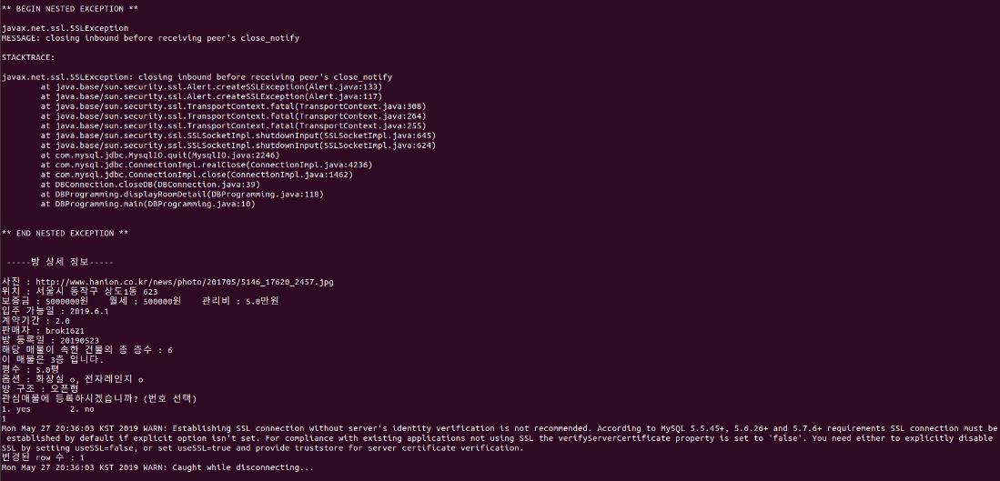 ** BEGIN NESTED EXCEPTION **
javax.net.ssl.SSLException
MESSAGE: closing inbound before receiving peer's close_notify
STACKTRACE:
javax.net.ssl.SSLException: closing inbound before receiving peer's close_notify
at java.base/sun.security.ssl.Alert.createSSLException(Alert.java:133)
at java.base/sun.security.ssl.Alert.createSSLException(Alert.java:117)
at java.base/sun.security.ssl.TransportContext.fatal(TransportContext.java:308)
at java.base/sun.security.ssl.TransportContext.fatal(TransportContext.java:264)
at java.base/sun.security.ssl.TransportContext.fatal(TransportContext.java:255)
at java.base/sun.security.ssl.SSLSocketImpl.shutdownInput(SSLSocketImpl.java:645)
at java.base/sun.security.ssl.SSLSocketImpl.shutdownInput(SSLSocketImpl.java:624)
at com.mysql.jdbc.MysqlIO.quit(MysqlIO.java:2246)
at com.mysql.jdbc.ConnectionImpl.realClose(ConnectionImpl.java:4236)
at com.mysql.jdbc.ConnectionImpl.close(ConnectionImpl.java:1462)
at DBConnection.closeDB(DBConnection.java:39)
at DBProgramming.displayRoomDetail(DBProgramming.java:118)
at DBProgramming.main(DBProgramming.java:10)
** END NESTED EXCEPTION **
-----방 상세 정보-----
사진 : http://www.hanion.co.kr/news/photo/201705/5146_17620_2457.jpg
위치 : 서울시 동작구 상도1동 623
보증금 : 5000000원 월세 : 500000원 관리비 : 5.0만원
입주 가능일 : 2019.6.1
계약기간 : 2.0
판매자 : brok1621
방 등록일 : 20190523
해당 매물이 속한 건물의 총 층수 : 6
이 매물은 3층 입니다.
평수 : 5.0평
옵션 : 화장실 o, 전자레인지 o
방 구조 : 오픈형
관심매물에 등록하시겠습니까? (번호 선택)
1. yes 2. no
1
Mon May 27 20:36:03 KST 2019 WARN: Establishing SSL connection without server's identity verification is not recommended. According to MySQL 5.5.45+, 5.6.26+ and 5.7.6+ requirements SSL connection must be
established by default if explicit option isn't set. For compliance with existing applications not using SSL the verifyServerCertificate property is set to 'false'. You need either to explicitly disable
SSL by setting useSSL=false, or set useSSL=true and provide truststore for server certificate verification.
변경된 row 수 : 1
Mon May 27 20:36:03 KST 2019 WARN: Caught while disconnecting...